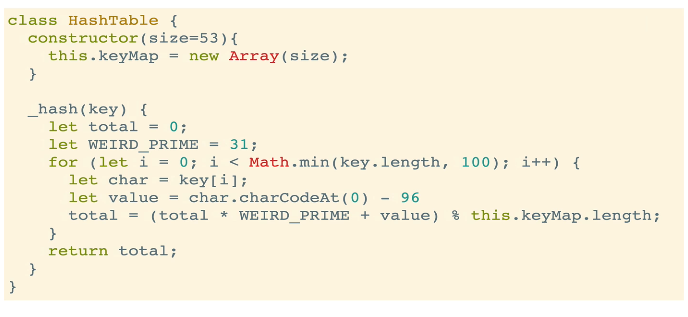 class HashTable {
  constructor(size=53){
    this.keyMap = new Array(size);
  }

  _hash(key) {
    let total = 0;
    let WEIRD_PRIME = 31;
    for (let i = 0; i < Math.min(key.length, 100); i++) {
      let char = key[i];
      let value = char.charCodeAt(0) - 96
      total = (total * WEIRD_PRIME + value) % this.keyMap.length;
    }
    return total;
  }
}